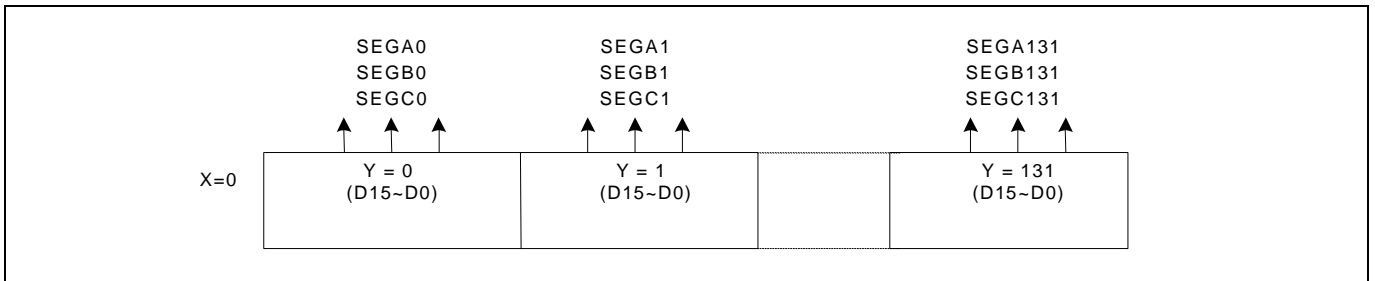 SEGA0 SEGA1 SEGA131
SEGB0 SEGB1 SEGB131
SEGC0 SEGC1 SEGC131
X=0 Y = 0 Y = 1 Y = 131
(D15~D0) (D15~D0) (D15~D0)